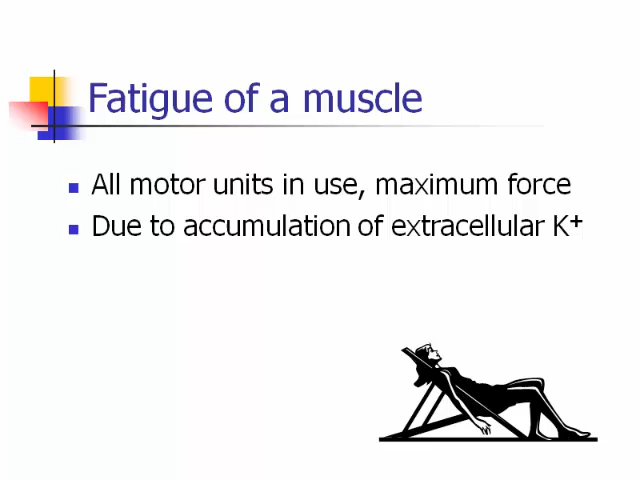 Fatigue of a muscle
All motor units in use, maximum force
Due to accumulation of extracellular K⁺